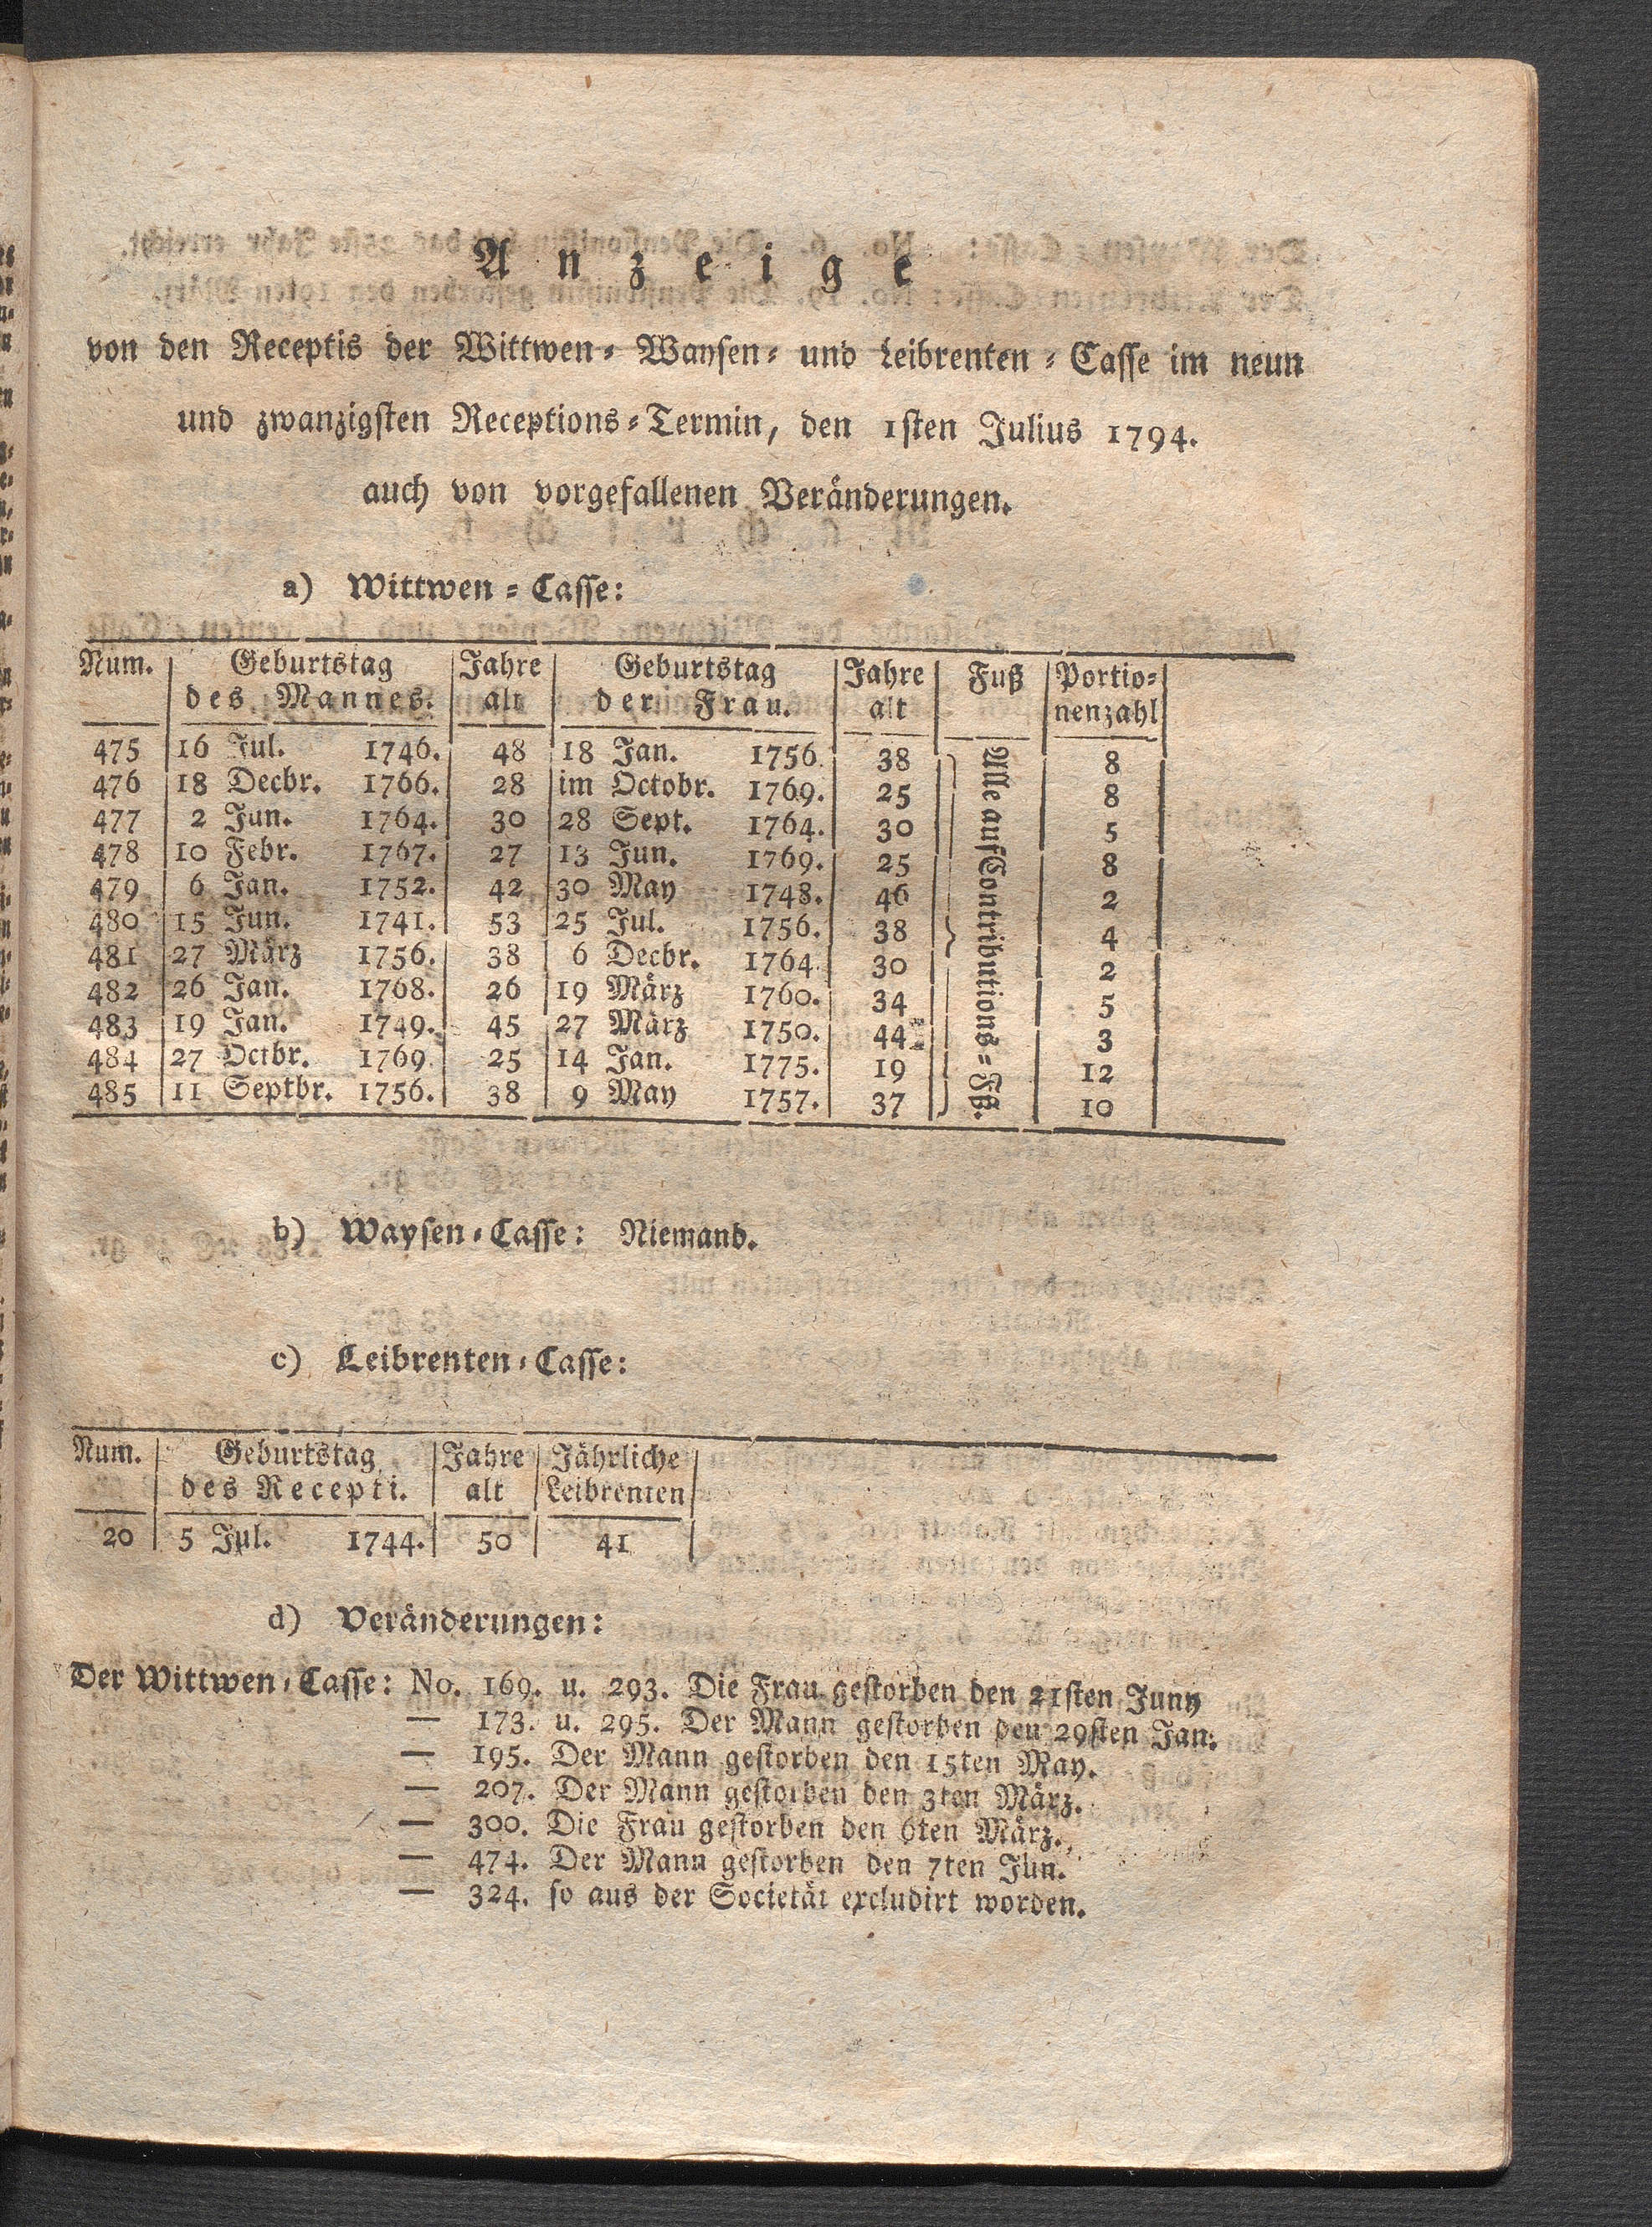 Anzeige
von den Receptis der Wittwen- Waysen- und Leibrenten-Casse im neun
und zwanzigsten Receptions-Termin, den 1sten Julius 1794.
auch von vorgefallenen Veränderungen.
a) Wittwen-Casse:
Num. Geburtstag Jahre Geburtstag Jahre Fuß Portio-
des Mannes. alt der Frau. alt nenzahl
475 16 Jul. 1746. 48 18 Jan. 1756. 38 8
476 18 Decbr. 1766. 28 im Octobr. 1769. 25 8
477 2 Jun. 1764. 30 28 Sept. 1764. 30 5
478 10 Febr. 1767. 27 13 Jun. 1769. 25 8
479 6 Jan. 1752. 42 30 May 1748. 46 2
480 15 Jun. 1741. 53 25 Jul. 1756. 38 4
481 27 März 1756. 38 6 Decbr. 1764. 30 2
482 26 Jan. 1768. 26 19 März 1760. 34 5
483 19 Jan. 1749. 45 27 März 1750. 44 3
484 27 Octbr. 1769. 25 14 Jan. 1775. 19 12
485 11 Septbr. 1756. 38 9 May 1757. 37 10
Alle auf Contributions-Fß.
b) Waysen-Casse: Niemand.
c) Leibrenten-Casse:
Num. Geburtstag Jahre Jährliche
des Recepti. alt Leibrenten
20 5 Jul. 1744. 50 41
d) Veränderungen:
Der Wittwen-Casse: No. 169. u. 293. Die Frau gestorben den 21sten Juny
— 173. u. 295. Der Mann gestorben den 29sten Jan.
— 195. Der Mann gestorben den 15ten May.
— 207. Der Mann gestorben den 3ten März.
— 300. Die Frau gestorben den 6ten März.
— 474. Der Mann gestorben den 7ten Jun.
— 324. so aus der Societät excludirt worden.